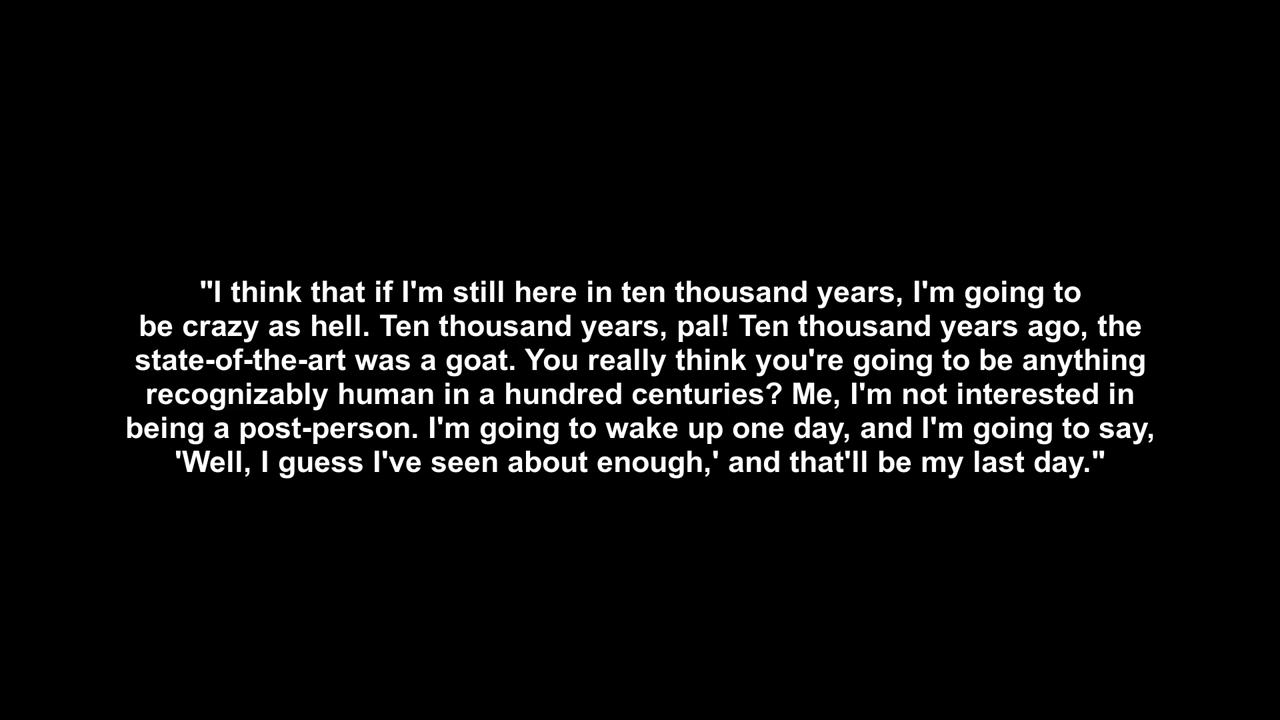 "I think that if I'm still here in ten thousand years, I'm going to
be crazy as hell. Ten thousand years, pal! Ten thousand years ago, the
state-of-the-art was a goat. You really think you're going to be anything
recognizably human in a hundred centuries? Me, I'm not interested in
being a post-person. I'm going to wake up one day, and I'm going to say,
'Well, I guess I've seen about enough,' and that'll be my last day."